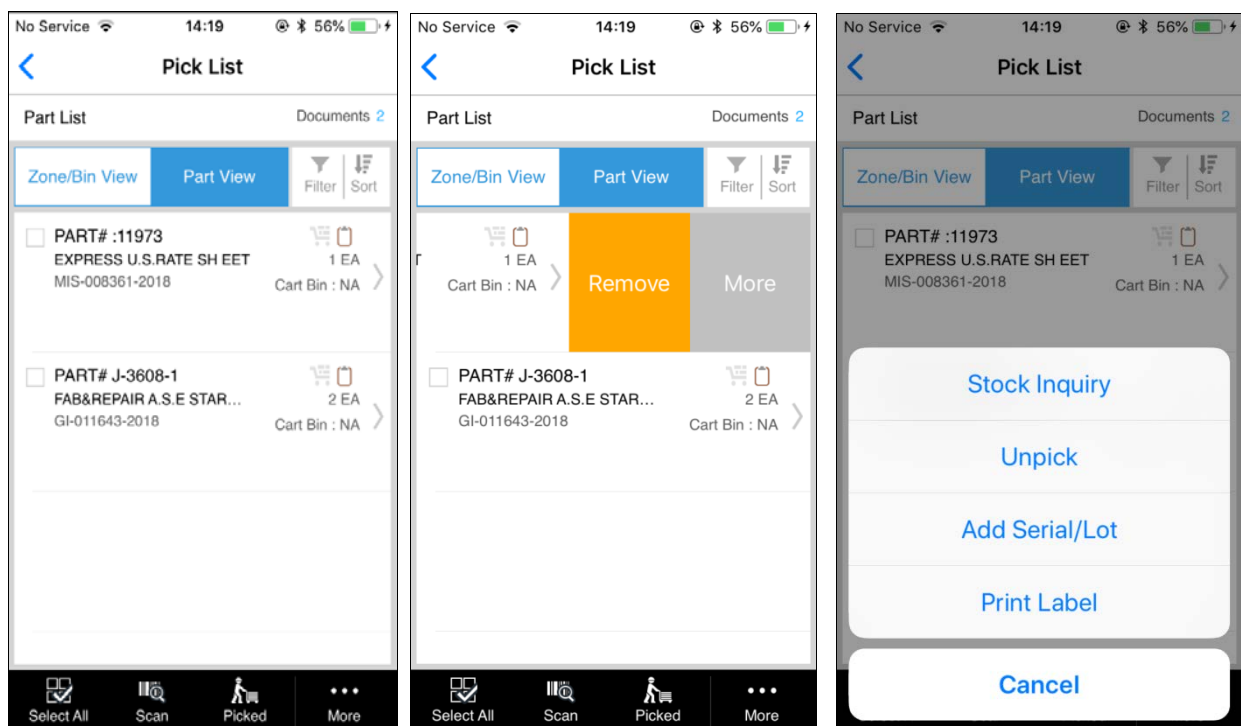 No Service 14:19 56%
Pick List
Part List Documents 2
Zone/Bin View Part View Filter Sort
PART# :11973
EXPRESS U.S.RATE SH EET 1 EA
MIS-008361-2018 Cart Bin : NA
PART# J-3608-1
FAB&REPAIR A.S.E STAR... 2 EA
GI-011643-2018 Cart Bin : NA
Select All Scan Picked More
No Service 14:19 56%
Pick List
Part List Documents 2
Zone/Bin View Part View Filter Sort
T 1 EA
Cart Bin : NA Remove More
PART# J-3608-1
FAB&REPAIR A.S.E STAR... 2 EA
GI-011643-2018 Cart Bin : NA
Select All Scan Picked More
No Service 14:19 56%
Pick List
Part List Documents 2
Zone/Bin View Part View Filter Sort
PART# :11973
EXPRESS U.S.RATE SH EET 1 EA
MIS-008361-2018 Cart Bin : NA
Stock Inquiry
Unpick
Add Serial/Lot
Print Label
Cancel